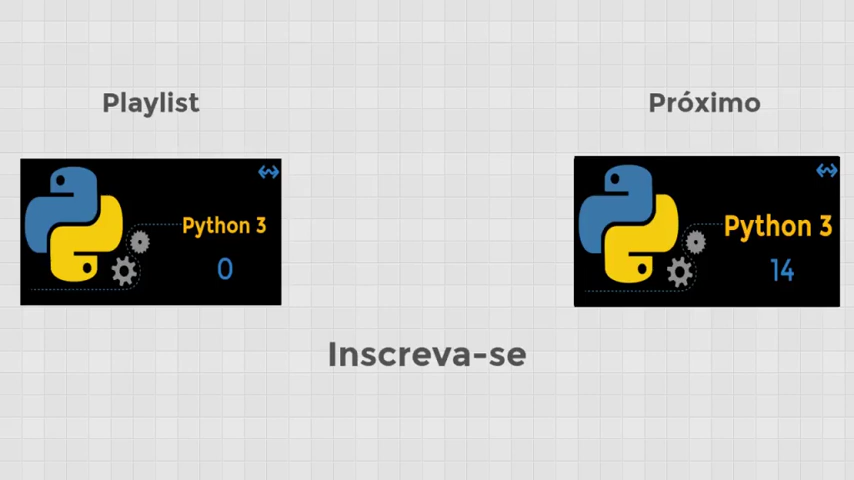 Playlist
Próximo
Python 3
0
Python 3
14
Inscreva-se